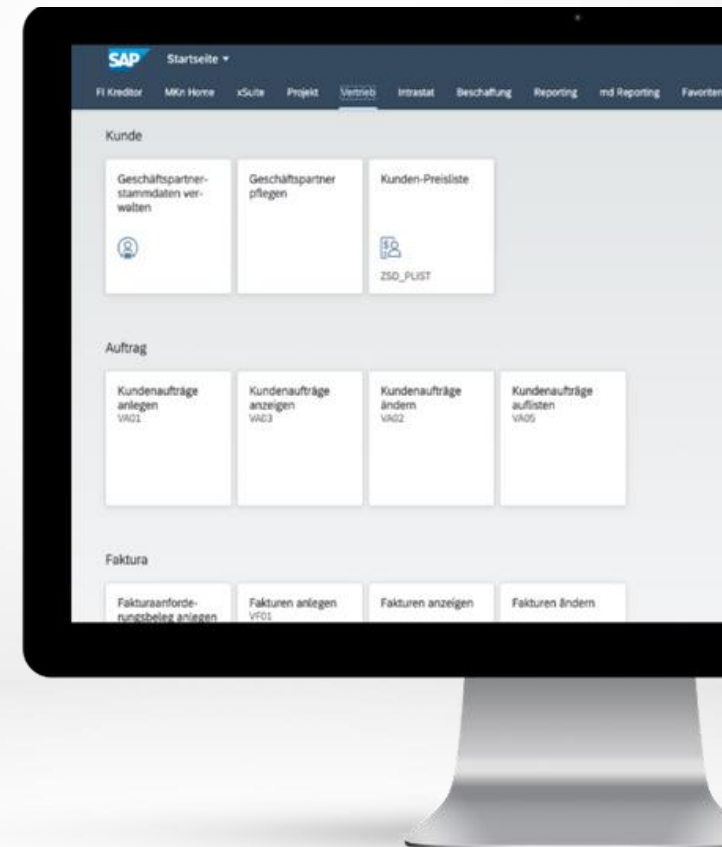 SAP Startseite
FI Kreditor MKn Home xSuite Projekt Vertrieb Intrastat Beschaffung Reporting md Reporting Favoriten
Kunde
Geschäftspartner-
stammdaten ver-
walten
Geschäftspartner
pflegen
Kunden-Preisliste
ZSD_PLIST
Auftrag
Kundenaufträge
anlegen
VA01
Kundenaufträge
anzeigen
VA03
Kundenaufträge
ändern
VA02
Kundenaufträge
auflisten
VA05
Faktura
Fakturaanforde-
rungsbeleg anlegen
Fakturen anlegen
VF01
Fakturen anzeigen
Fakturen ändern